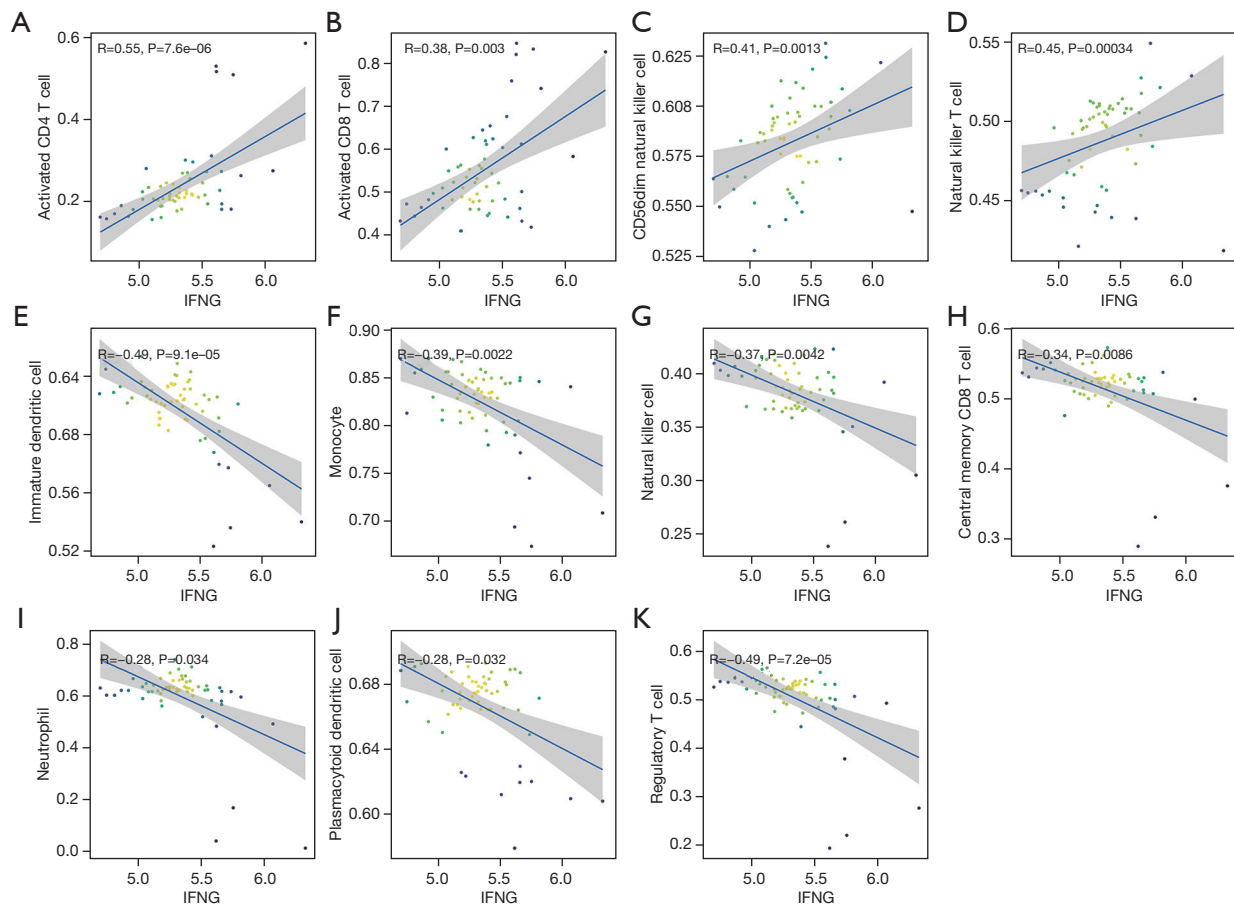 A
R=0.55, P=7.6e−06
Activated CD4 T cell
0.6
0.4
0.2
5.0 5.5 6.0
IFNG
B
R=0.38, P=0.003
Activated CD8 T cell
0.8
0.7
0.6
0.5
0.4
5.0 5.5 6.0
IFNG
C
R=0.41, P=0.0013
CD56dim natural killer cell
0.625
0.608
0.575
0.550
0.525
5.0 5.5 6.0
IFNG
D
R=0.45, P=0.00034
Natural killer T cell
0.55
0.50
0.45
5.0 5.5 6.0
IFNG
E
R=−0.49, P=9.1e−05
Immature dendritic cell
0.64
0.68
0.56
0.52
5.0 5.5 6.0
IFNG
F
R=−0.39, P=0.0022
Monocyte
0.90
0.85
0.80
0.75
0.70
5.0 5.5 6.0
IFNG
G
R=−0.37, P=0.0042
Natural killer cell
0.40
0.35
0.30
0.25
5.0 5.5 6.0
IFNG
H
R=−0.34, P=0.0086
Central memory CD8 T cell
0.6
0.5
0.4
0.3
5.0 5.5 6.0
IFNG
I
R=−0.28, P=0.034
Neutrophil
0.8
0.6
0.4
0.2
0.0
5.0 5.5 6.0
IFNG
J
R=−0.28, P=0.032
Plasmacytoid dendritic cell
0.68
0.64
0.60
5.0 5.5 6.0
IFNG
K
R=−0.49, P=7.2e−05
Regulatory T cell
0.6
0.5
0.4
0.3
0.2
5.0 5.5 6.0
IFNG